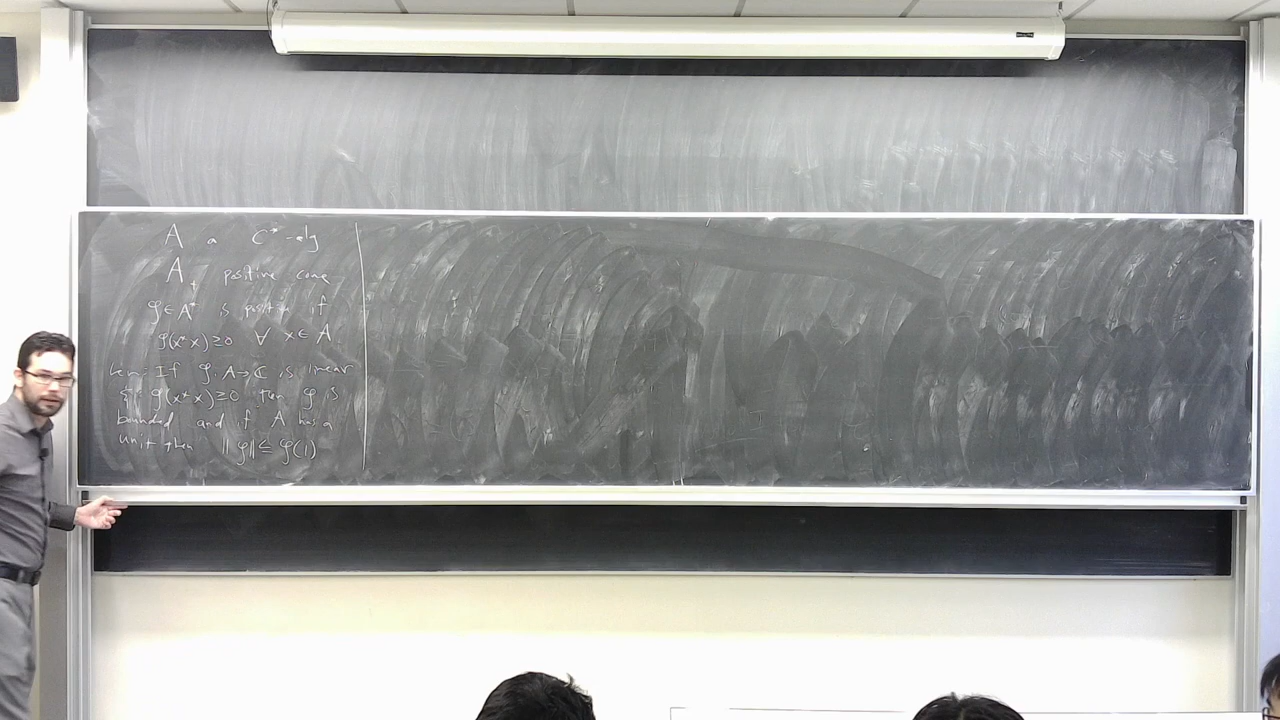 A a C*-alg
A₊ positive cone
φ∈A* is positive if
φ(x*x)≥0 ∀ x∈A
Lem: If φ:A→ℂ is linear
& φ(x*x)≥0 then φ is
bounded and if A has a
unit then ‖φ‖≤φ(1)